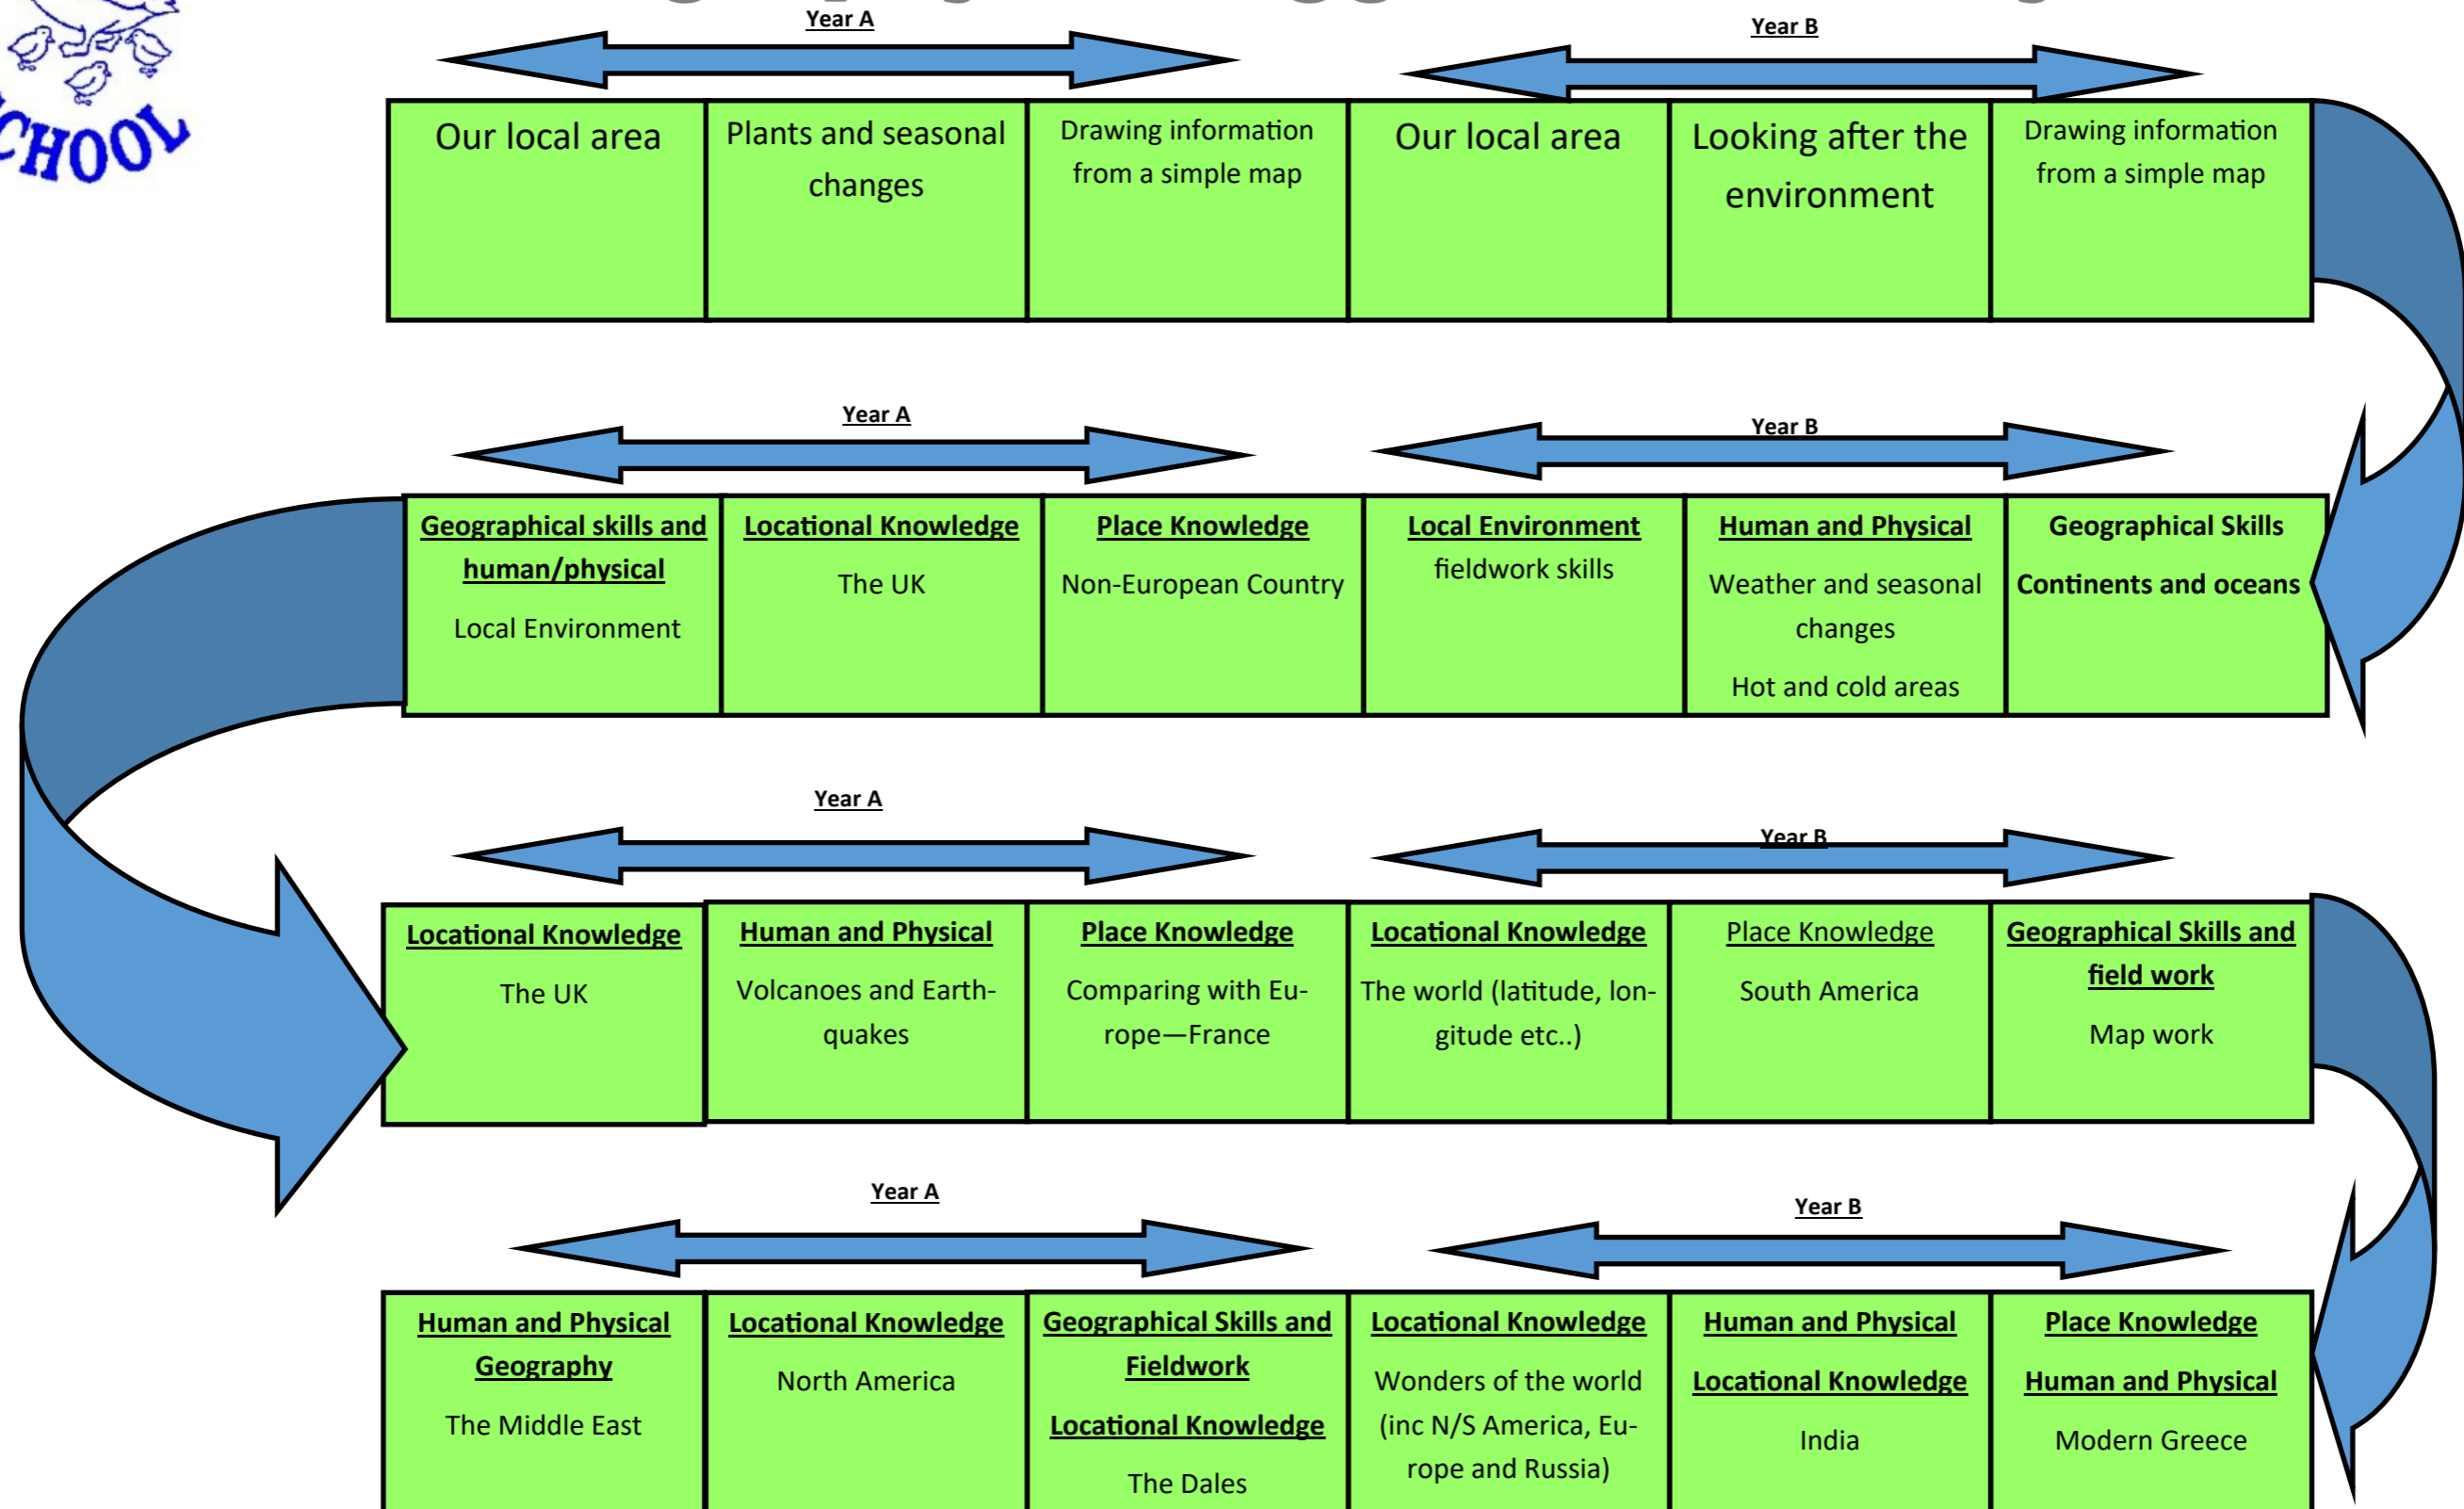 CHOOL
Year A
Year B
Our local area
Plants and seasonal
changes
Drawing information
from a simple map
Our local area
Looking after the
environment
Drawing information
from a simple map
Year A
Year B
Geographical skills and
human/physical
Local Environment
Locational Knowledge
The UK
Place Knowledge
Non-European Country
Local Environment
fieldwork skills
Human and Physical
Weather and seasonal
changes
Hot and cold areas
Geographical Skills
Continents and oceans
Year A
Year B
Locational Knowledge
The UK
Human and Physical
Volcanoes and Earth-
quakes
Place Knowledge
Comparing with Eu-
rope—France
Locational Knowledge
The world (latitude, lon-
gitude etc..)
Place Knowledge
South America
Geographical Skills and
field work
Map work
Year A
Year B
Human and Physical
Geography
The Middle East
Locational Knowledge
North America
Geographical Skills and
Fieldwork
Locational Knowledge
The Dales
Locational Knowledge
Wonders of the world
(inc N/S America, Eu-
rope and Russia)
Human and Physical
Locational Knowledge
India
Place Knowledge
Human and Physical
Modern Greece